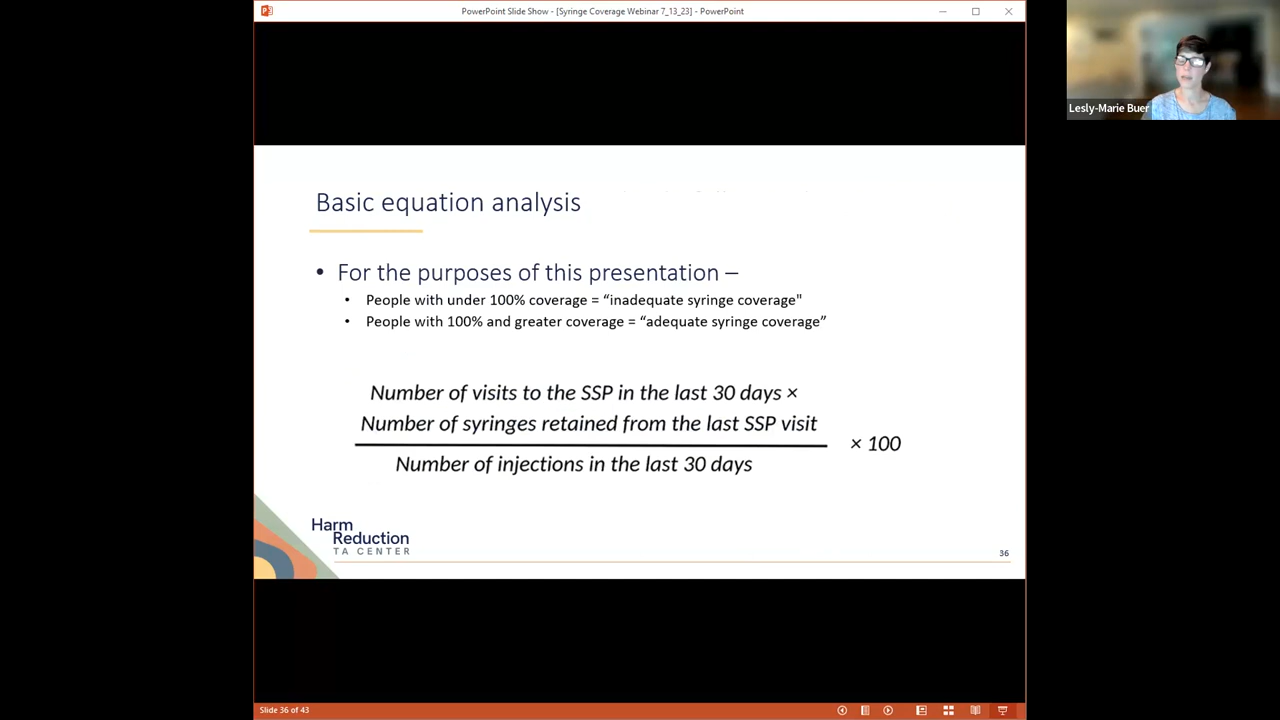 PowerPoint Slide Show - [Syringe Coverage Webinar 7_13_23] - PowerPoint
Lesly-Marie Buer
Basic equation analysis
• For the purposes of this presentation –
• People with under 100% coverage = “inadequate syringe coverage"
• People with 100% and greater coverage = “adequate syringe coverage”
Number of visits to the SSP in the last 30 days ×
Number of syringes retained from the last SSP visit
× 100
Number of injections in the last 30 days
Harm
Reduction
TA CENTER
36
Slide 36 of 43